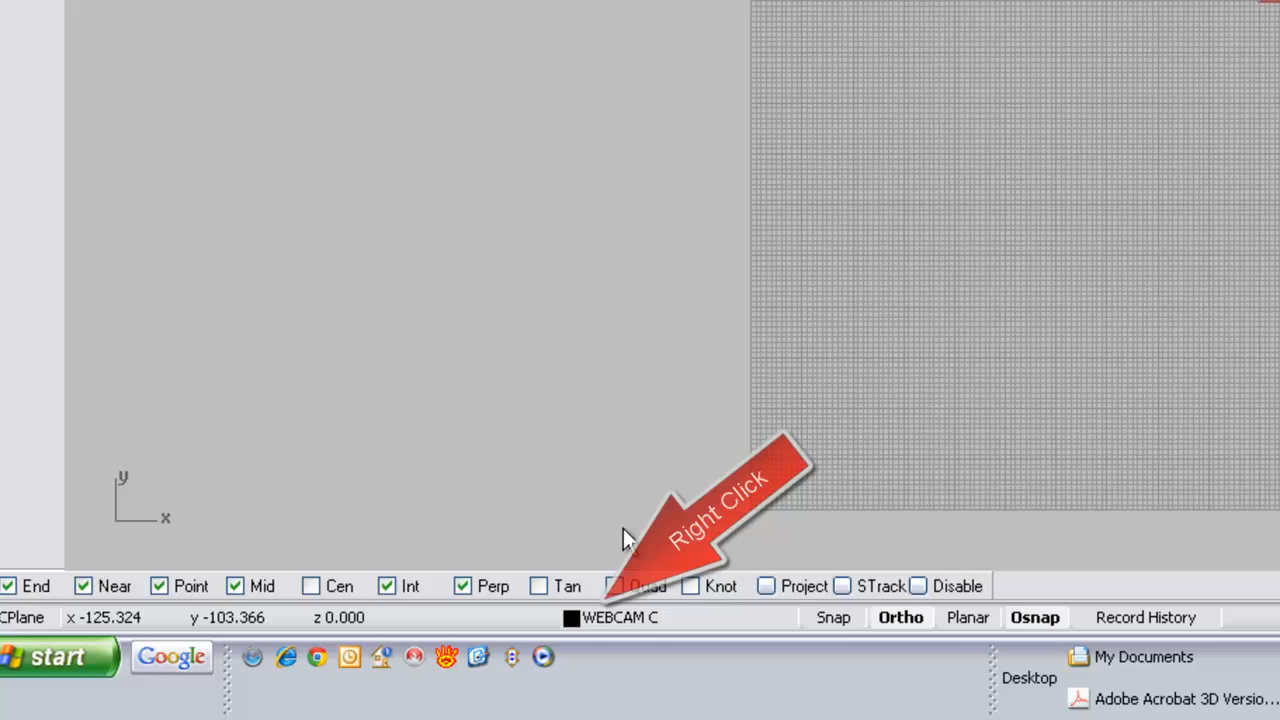 Right Click
y
x
End Near Point Mid Cen Int Perp Tan Quad Knot Project STrack Disable
CPlane x -125.324 y -103.366 z 0.000 WEBCAM C Snap Ortho Planar Osnap Record History
start Google My Documents
Desktop
Adobe Acrobat 3D Versio...